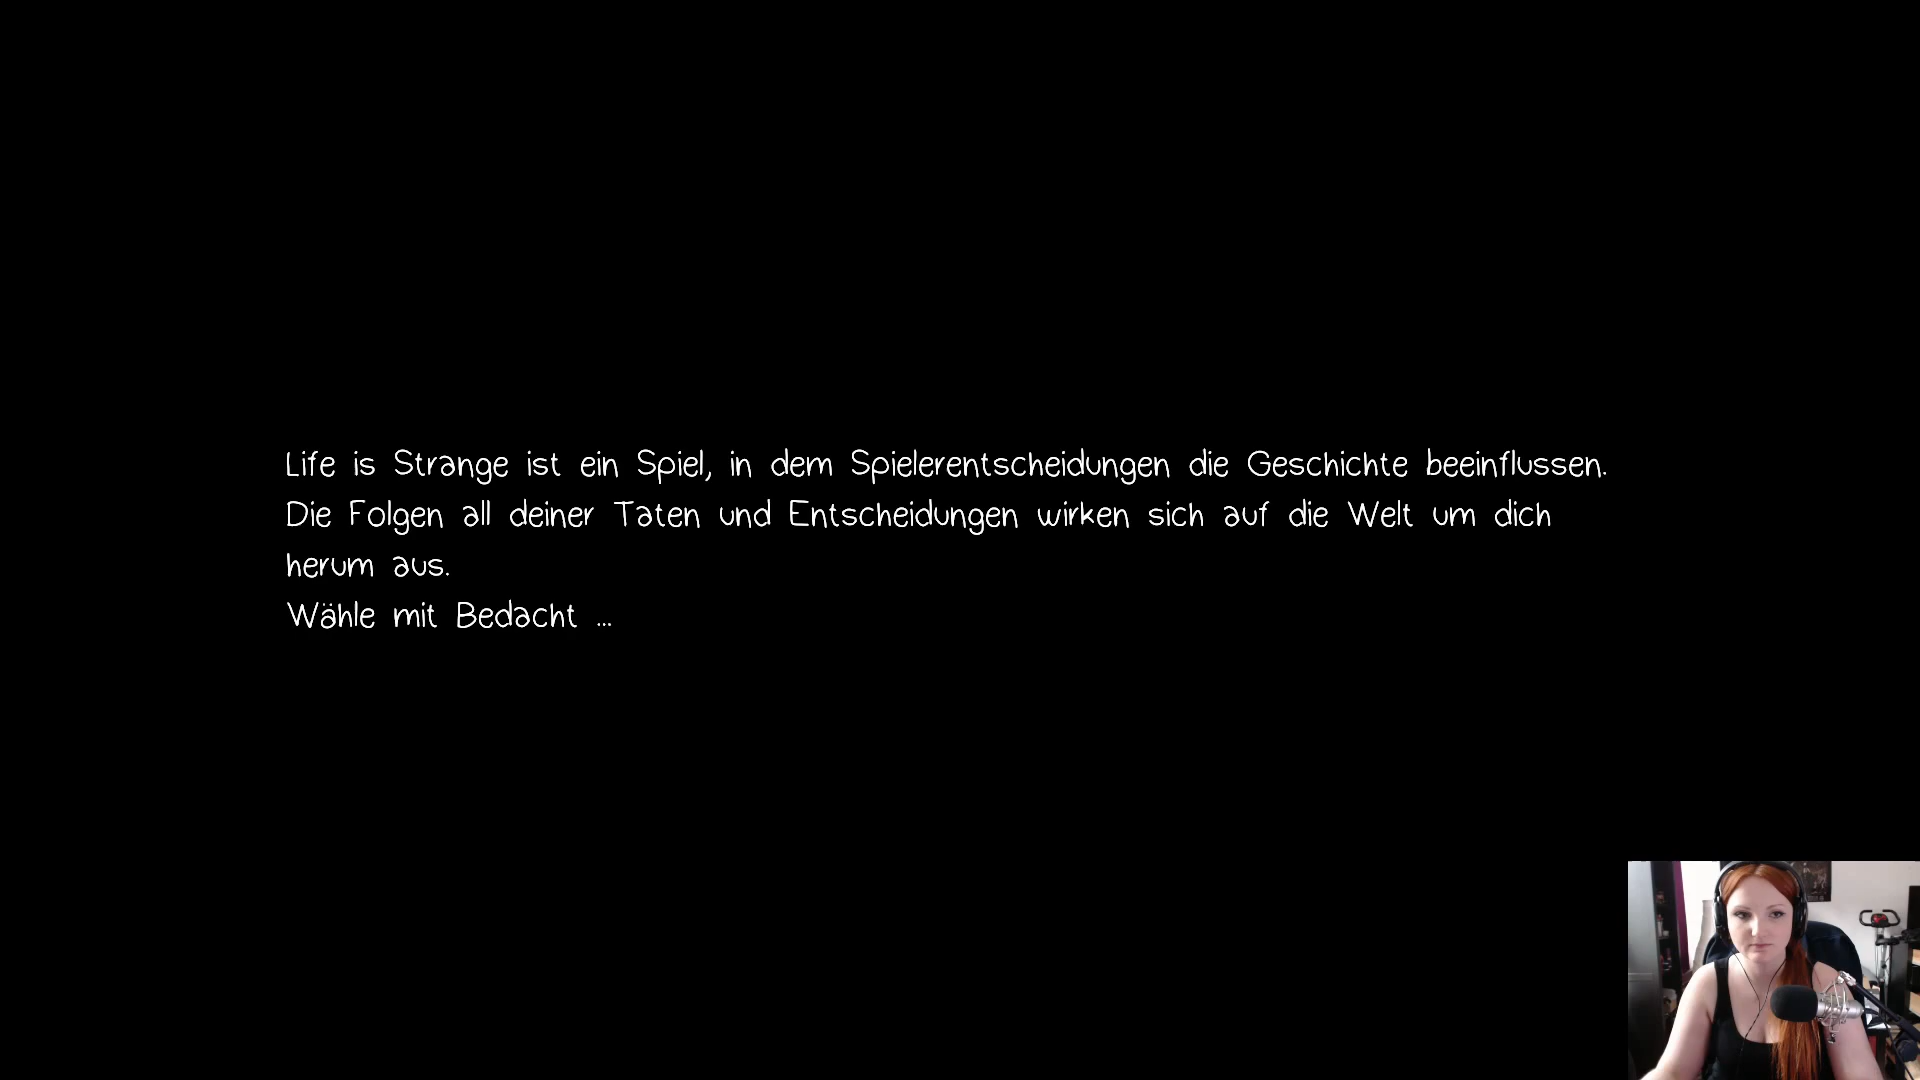 Life is Strange ist ein Spiel, in dem Spielerentscheidungen die Geschichte beeinflussen.
Die Folgen all deiner Taten und Entscheidungen wirken sich auf die Welt um dich
herum aus.
Wähle mit Bedacht ...